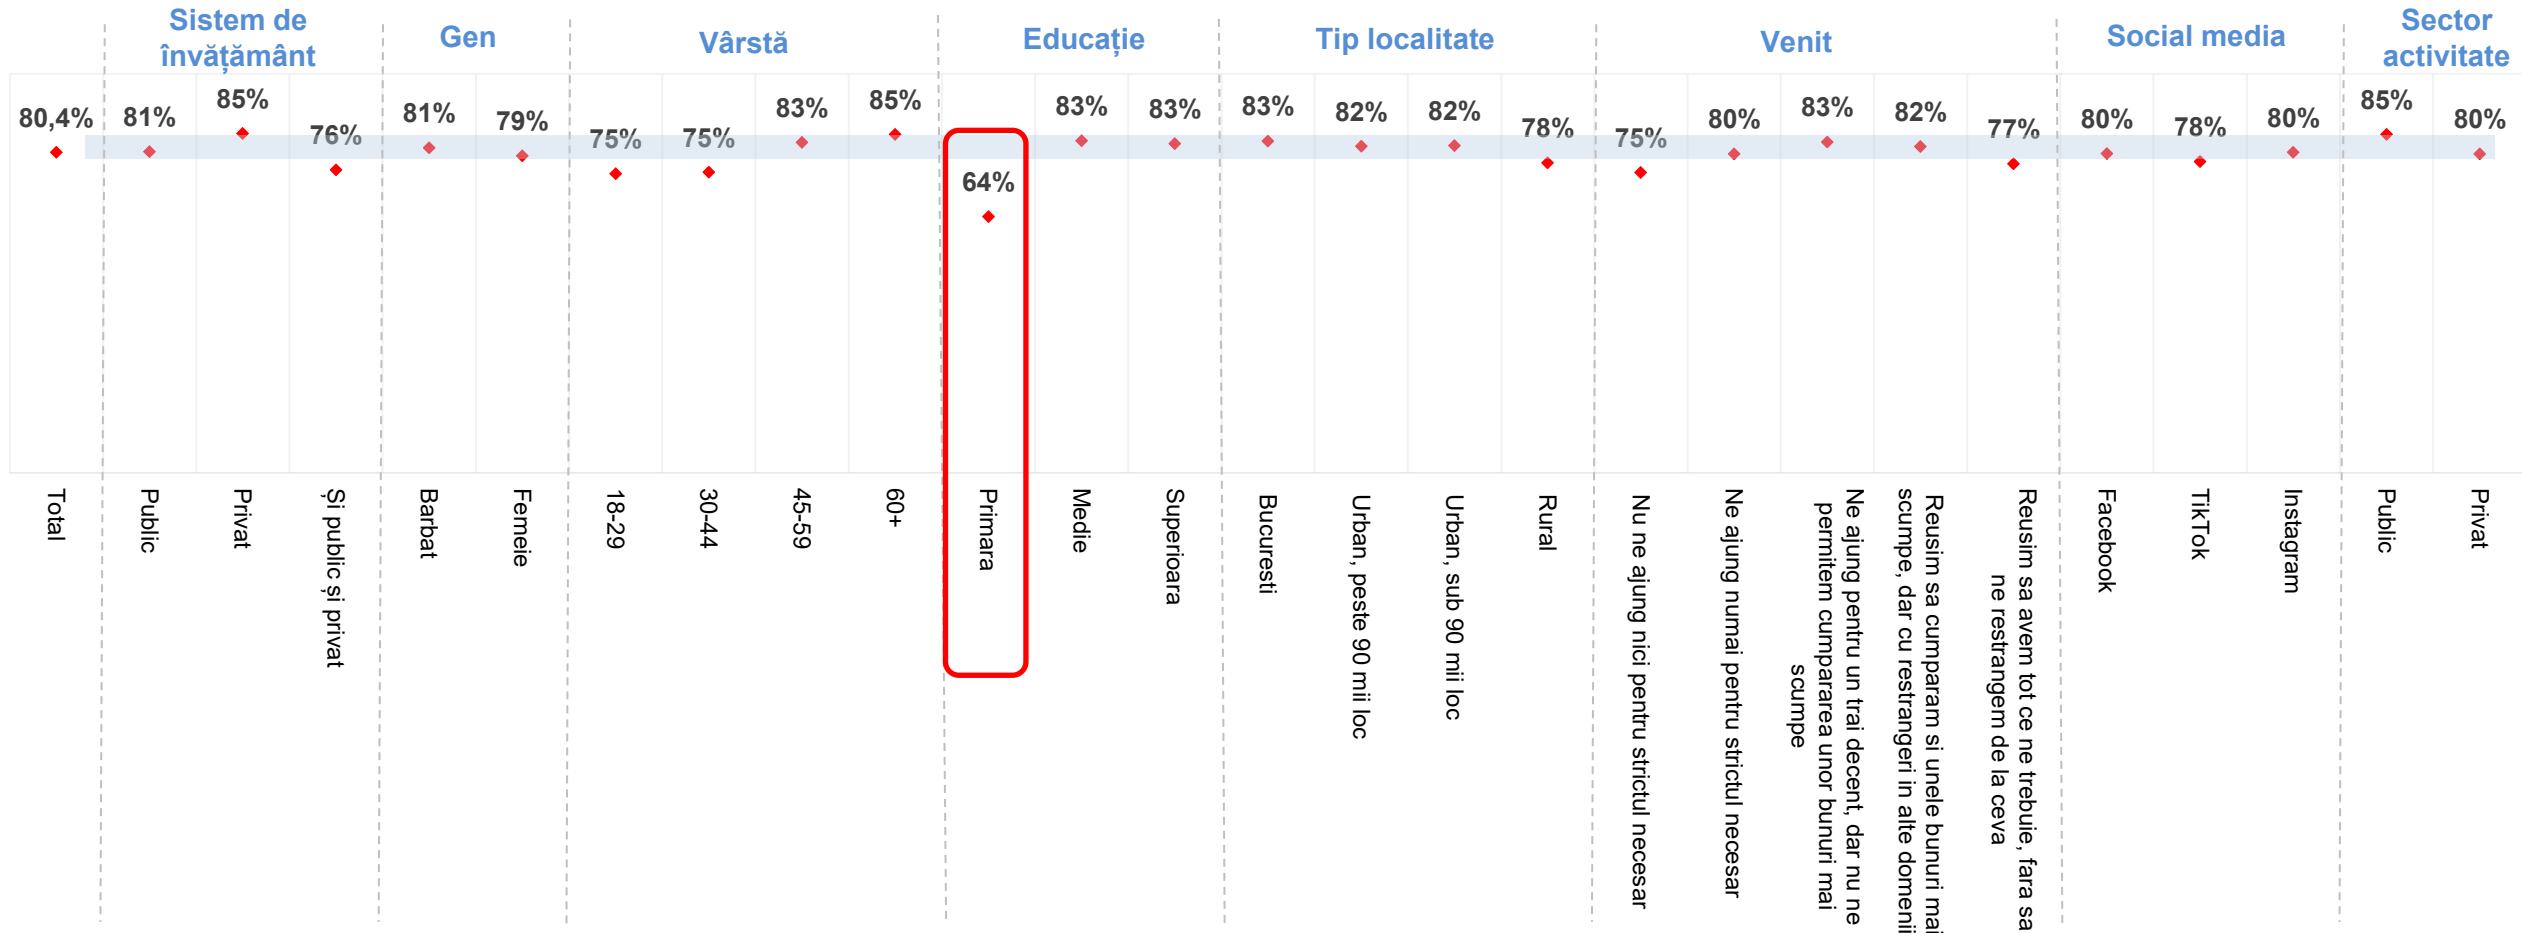 Sistem de
învățământ
Gen
Vârstă
Educație
Tip localitate
Venit
Social media
Sector
activitate
80,4%
81%
85%
76%
81%
79%
75%
75%
83%
85%
64%
83%
83%
83%
82%
82%
78%
75%
80%
83%
82%
77%
80%
78%
80%
85%
80%
Total
Public
Privat
Și public și privat
Barbat
Femeie
18-29
30-44
45-59
60+
Primara
Medie
Superioara
Bucuresti
Urban, peste 90 mii loc
Urban, sub 90 mii loc
Rural
Nu ne ajung nici pentru strictul necesar
Ne ajung numai pentru strictul necesar
Ne ajung pentru un trai decent, dar nu ne
permitem cumpararea unor bunuri mai
scumpe
Reusim sa cumparam si unele bunuri mai
scumpe, dar cu restrangeri in alte domenii
Reusim sa avem tot ce ne trebuie, fara sa
ne restrangem de la ceva
Facebook
TikTok
Instagram
Public
Privat